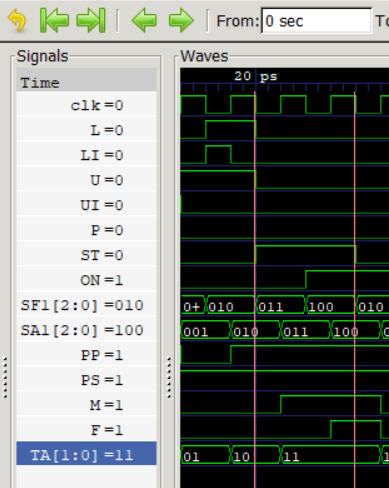 From: 0 sec To
Signals
Waves
Time
20 ps
clk=0
L=0
LI=0
U=0
UI=0
P=0
ST=0
ON=1
SF1[2:0]=010 0+ 010 011 100 010
SA1[2:0]=100 001 010 011 100
PP=1
PS=1
M=1
F=1
TA[1:0]=11 01 10 11